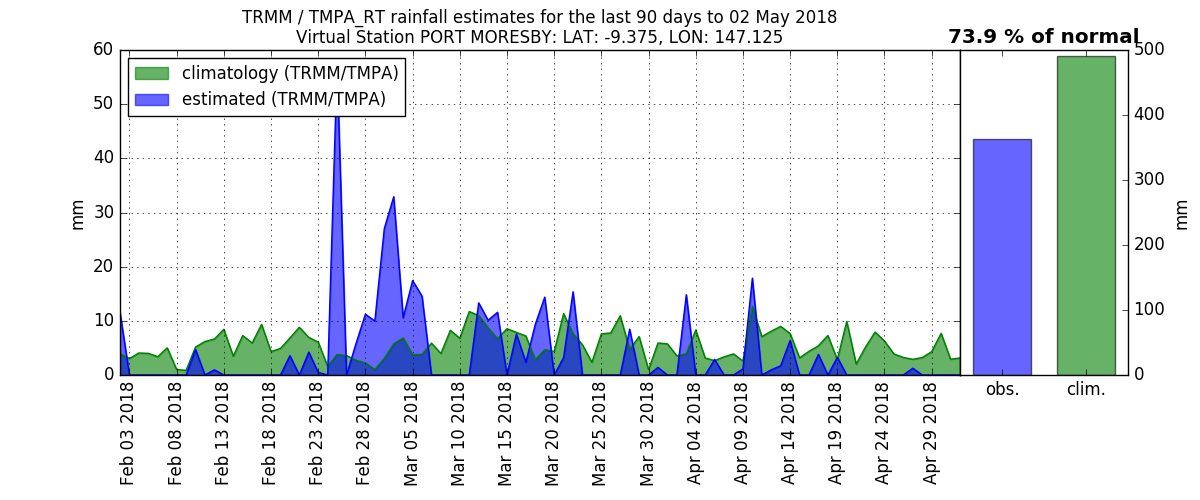 TRMM / TMPA_RT rainfall estimates for the last 90 days to 02 May 2018
Virtual Station PORT MORESBY: LAT: -9.375, LON: 147.125
73.9 % of normal
climatology (TRMM/TMPA)
estimated (TRMM/TMPA)
mm
60
50
40
30
20
10
0
Feb 03 2018
Feb 08 2018
Feb 13 2018
Feb 18 2018
Feb 23 2018
Feb 28 2018
Mar 05 2018
Mar 10 2018
Mar 15 2018
Mar 20 2018
Mar 25 2018
Mar 30 2018
Apr 04 2018
Apr 09 2018
Apr 14 2018
Apr 19 2018
Apr 24 2018
Apr 29 2018
obs.
clim.
500
400
300
200
100
0
mm